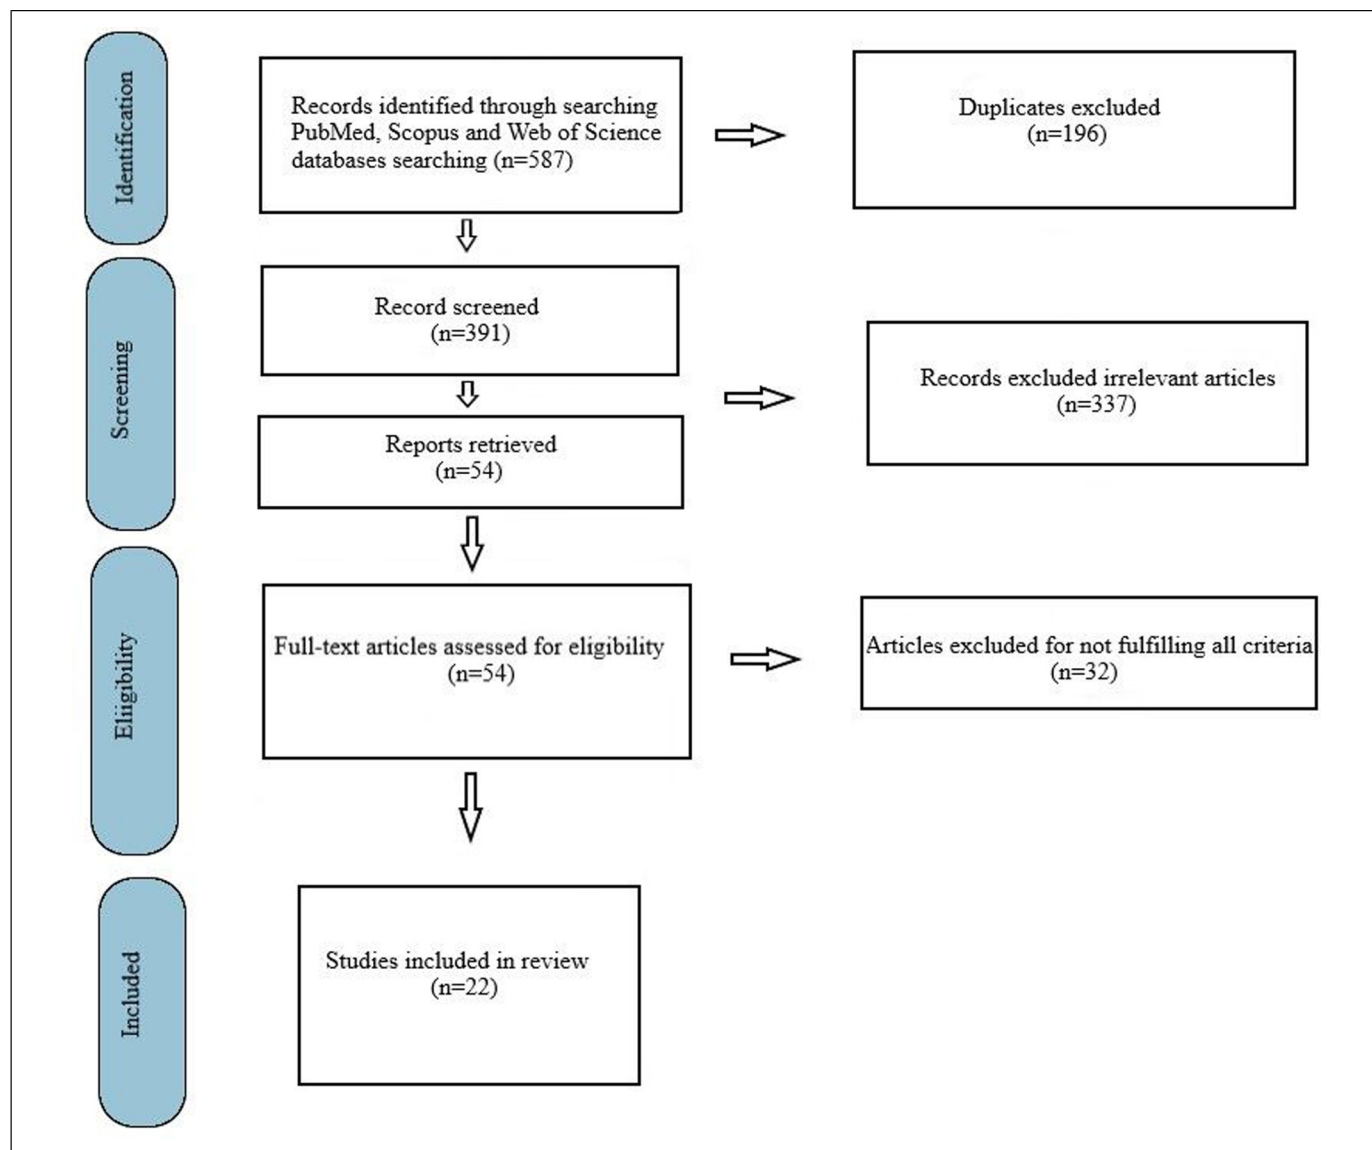 Identification
Records identified through searching
PubMed, Scopus and Web of Science
databases searching (n=587)
Duplicates excluded
(n=196)
Screening
Record screened
(n=391)
Records excluded irrelevant articles
(n=337)
Reports retrieved
(n=54)
Eliigibility
Full-text articles assessed for eligibility
(n=54)
Articles excluded for not fulfilling all criteria
(n=32)
Included
Studies included in review
(n=22)